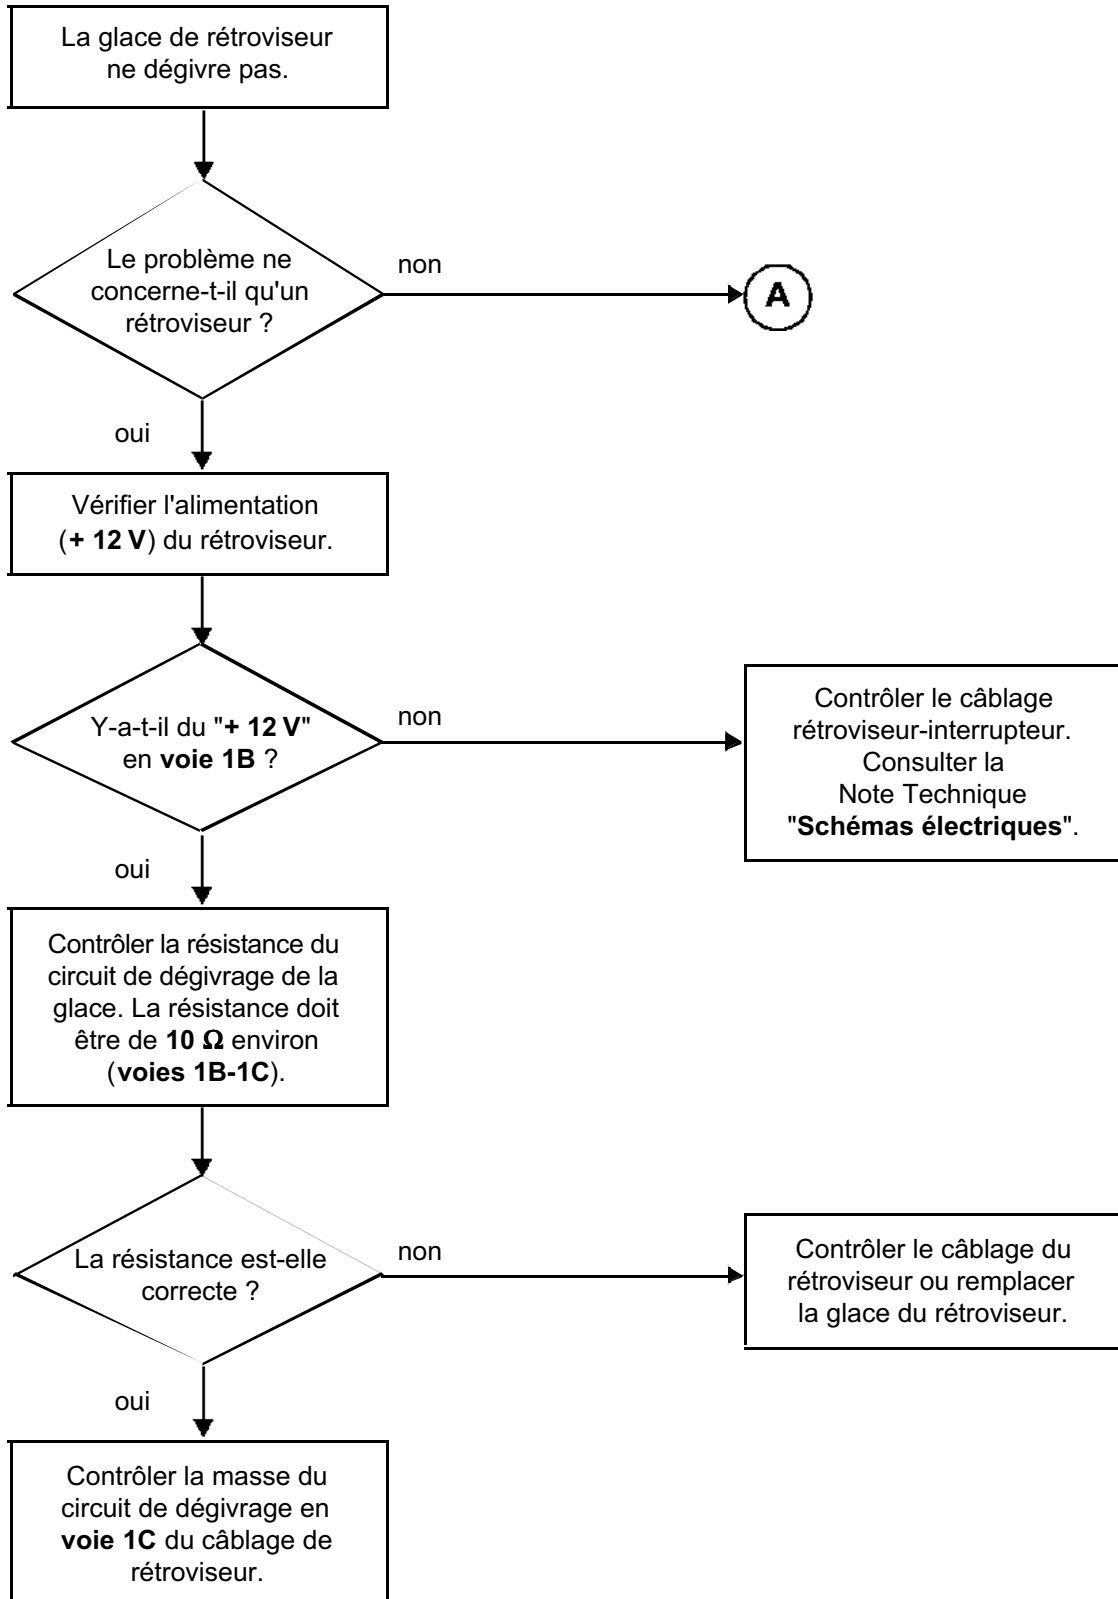 La glace de rétroviseur
ne dégivre pas.
Le problème ne
concerne-t-il qu'un
rétroviseur ?
non
A
oui
Vérifier l'alimentation
(+ 12 V) du rétroviseur.
Y-a-t-il du "+ 12 V"
en voie 1B ?
non
Contrôler le câblage
rétroviseur-interrupteur.
Consulter la
Note Technique
"Schémas électriques".
oui
Contrôler la résistance du
circuit de dégivrage de la
glace. La résistance doit
être de 10 Ω environ
(voies 1B-1C).
La résistance est-elle
correcte ?
non
Contrôler le câblage du
rétroviseur ou remplacer
la glace du rétroviseur.
oui
Contrôler la masse du
circuit de dégivrage en
voie 1C du câblage de
rétroviseur.